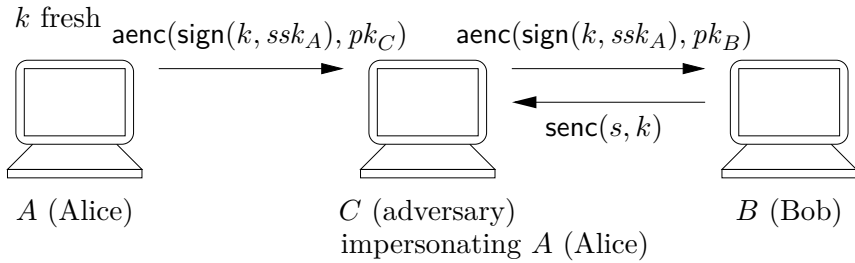 k fresh
aenc(sign(k, ssk_A), pk_C)
aenc(sign(k, ssk_A), pk_B)
senc(s, k)
A (Alice)
C (adversary)
impersonating A (Alice)
B (Bob)